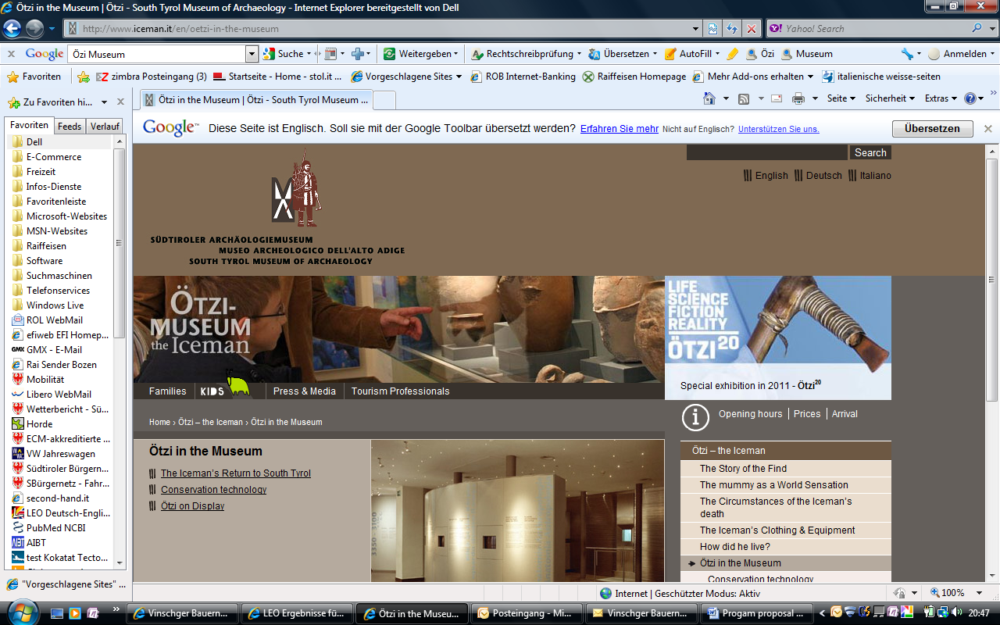 Ötzi in the Museum | Ötzi - South Tyrol Museum of Archaeology - Internet Explorer bereitgestellt von Dell
http://www.iceman.it/en/oetzi-in-the-museum
Yahoo! Search
Google
Özi Museum
Suche
Weitergeben
Rechtschreibprüfung
Übersetzen
AutoFill
Özi
Museum
Anmelden
Favoriten
zimbra Posteingang (3)
Startseite - Home - stol.it ...
Vorgeschlagene Sites
ROB Internet-Banking
Raiffeisen Homepage
Mehr Add-ons erhalten
italienische weisse-seiten
Zu Favoriten hi...
Ötzi in the Museum | Ötzi - South Tyrol Museum ...
Seite
Sicherheit
Extras
Favoriten
Feeds
Verlauf
Dell
E-Commerce
Freizeit
Infos-Dienste
Favoritenleiste
Microsoft-Websites
MSN-Websites
Raiffeisen
Software
Suchmaschinen
Telefonservices
Windows Live
ROL WebMail
efiweb EFI Homep...
GMX GMX - E-Mail
Rai Sender Bozen
Mobilität
Libero WebMail
Wetterbericht - Sü...
Horde
ECM-akkreditierte ...
VW Jahreswagen
Südtiroler Bürgern...
SBürgernetz - Fahr...
second-hand.it
LEO Deutsch-Engli...
PubMed NCBI
AIBT
test Kokatat Tecto...
"Vorgeschlagene Sites" ...
Google™ Diese Seite ist Englisch. Soll sie mit der Google Toolbar übersetzt werden? Erfahren Sie mehr Nicht auf Englisch? Unterstützen Sie uns.
Übersetzen
Search
English Deutsch Italiano
SÜDTIROLER ARCHÄOLOGIEMUSEUM
MUSEO ARCHEOLOGICO DELL'ALTO ADIGE
SOUTH TYROL MUSEUM OF ARCHAEOLOGY
ÖTZI-
MUSEUM
the Iceman
LIFE
SCIENCE
FICTION
REALITY
ÖTZI20
Special exhibition in 2011 - Ötzi20
Families
KIDS
Press & Media
Tourism Professionals
Opening hours
Prices
Arrival
Home › Ötzi – the Iceman › Ötzi in the Museum
Ötzi in the Museum
The Iceman's Return to South Tyrol
Conservation technology
Ötzi on Display
Ötzi – the Iceman
The Story of the Find
The mummy as a World Sensation
The Circumstances of the Iceman's
death
The Iceman's Clothing & Equipment
How did he live?
Ötzi in the Museum
Conservation technology
Internet | Geschützter Modus: Aktiv
100%
Vinschger Bauern...
LEO Ergebnisse fü...
Ötzi in the Museu...
Posteingang - Mi...
Vinschger Bauern...
Progam proposal ...
20:47